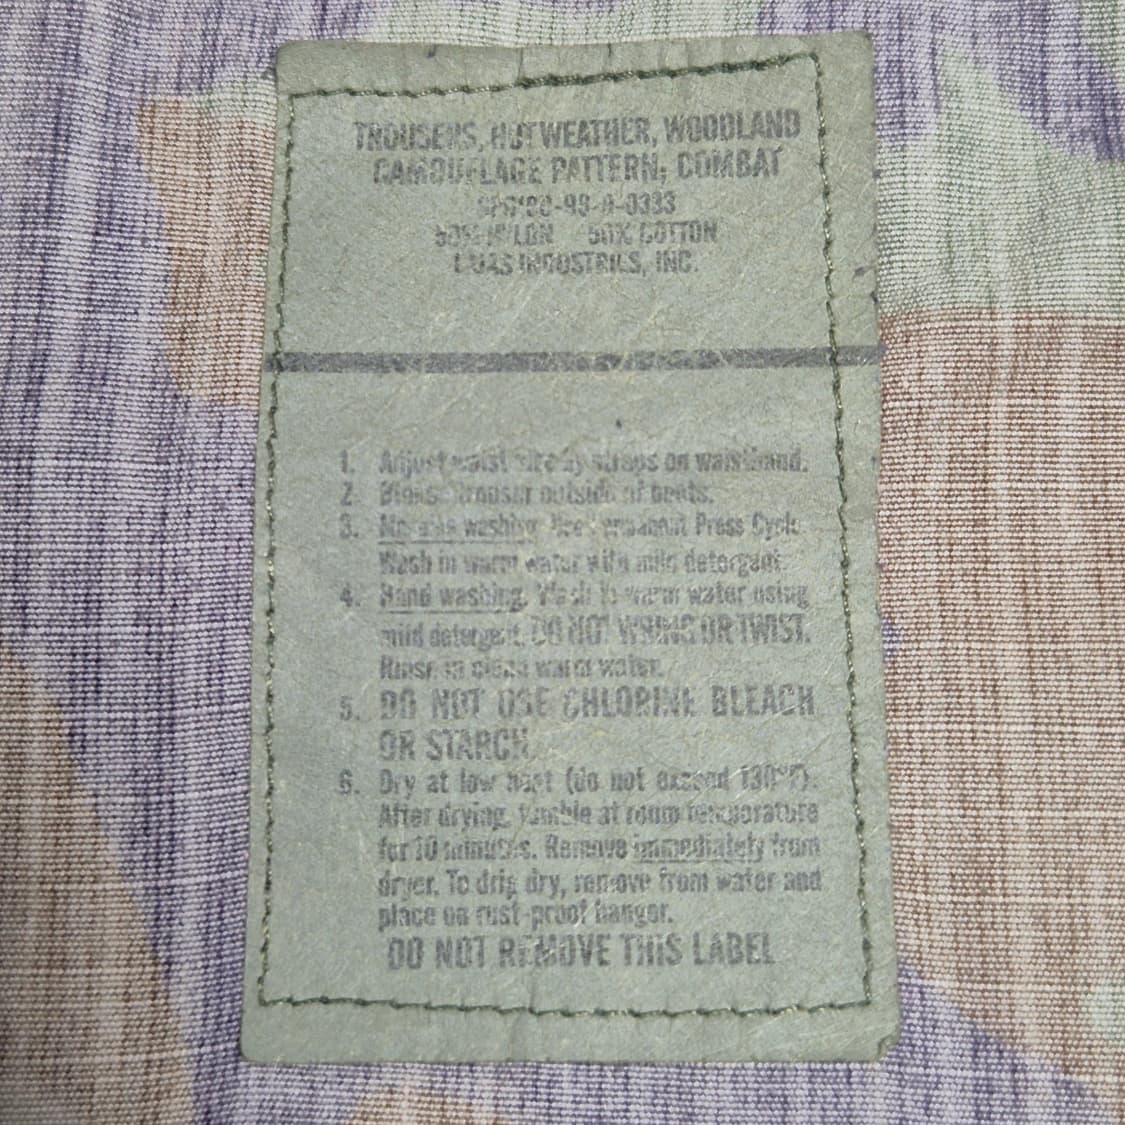 TROUSERS, HOT WEATHER, WOODLAND
CAMOUFLAGE PATTERN, COMBAT
-0383
50% NYLON 50% COTTON
INDUSTRIES, INC.
1. Adjust waist size by straps on waistband.
2. Blouse trouser outside of boots.
3. Machine washing. Use Permanent Press Cycle.
Wash in warm water with mild detergent.
4. Hand washing. Wash in warm water using
mild detergent. DO NOT WRING OR TWIST.
Rinse in clean warm water.
5. DO NOT USE CHLORINE BLEACH
OR STARCH.
6. Dry at low heat (do not exceed 130°F).
After drying, tumble at room temperature
for 10 minutes. Remove immediately from
dryer. To drip dry, remove from water and
place on rust-proof hanger.
DO NOT REMOVE THIS LABEL